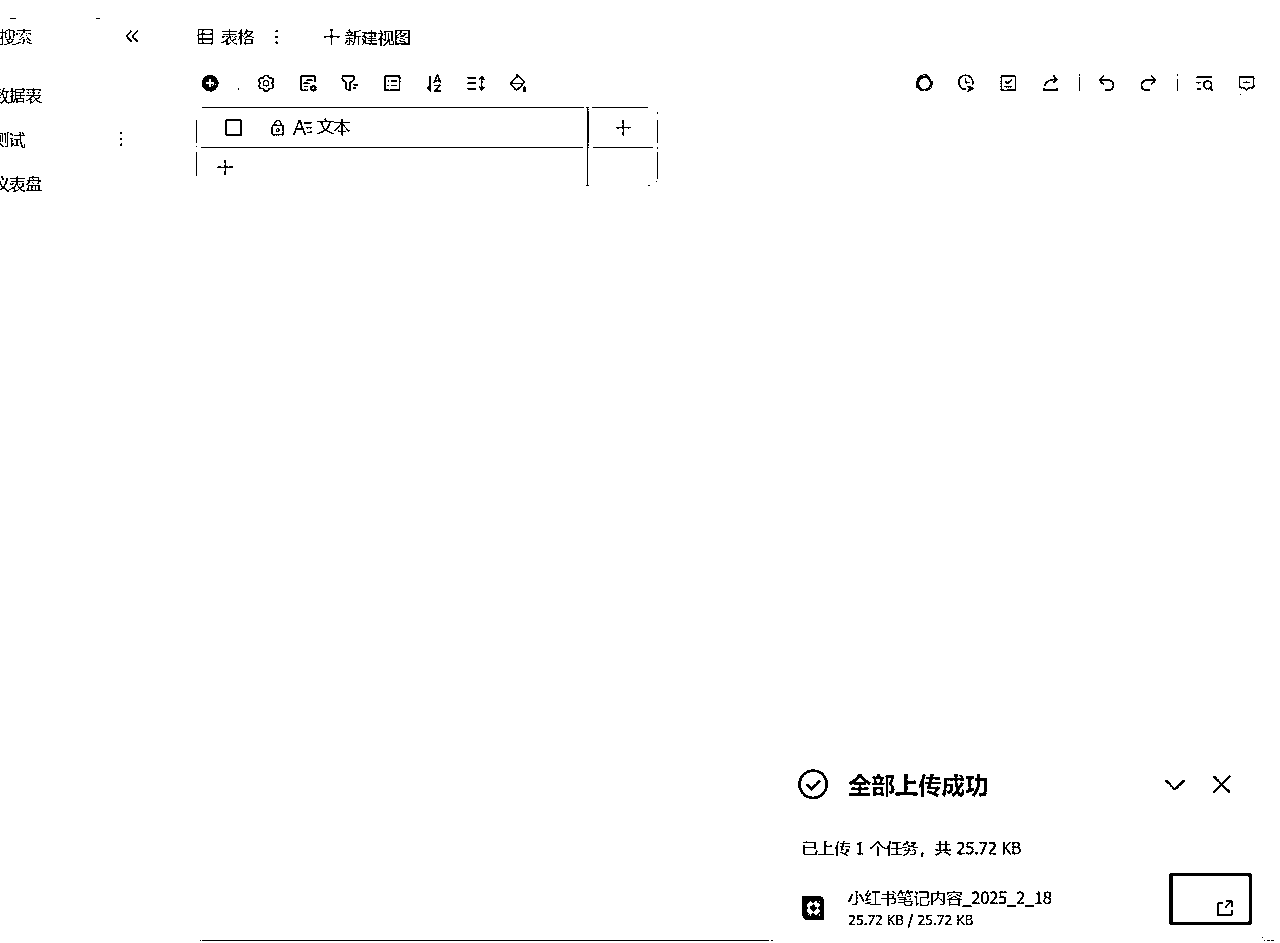 搜索
表格
新建视图
数据表
文本
测试
仪表盘
全部上传成功
已上传 1 个任务，共 25.72 KB
小红书笔记内容_2025_2_18
25.72 KB / 25.72 KB